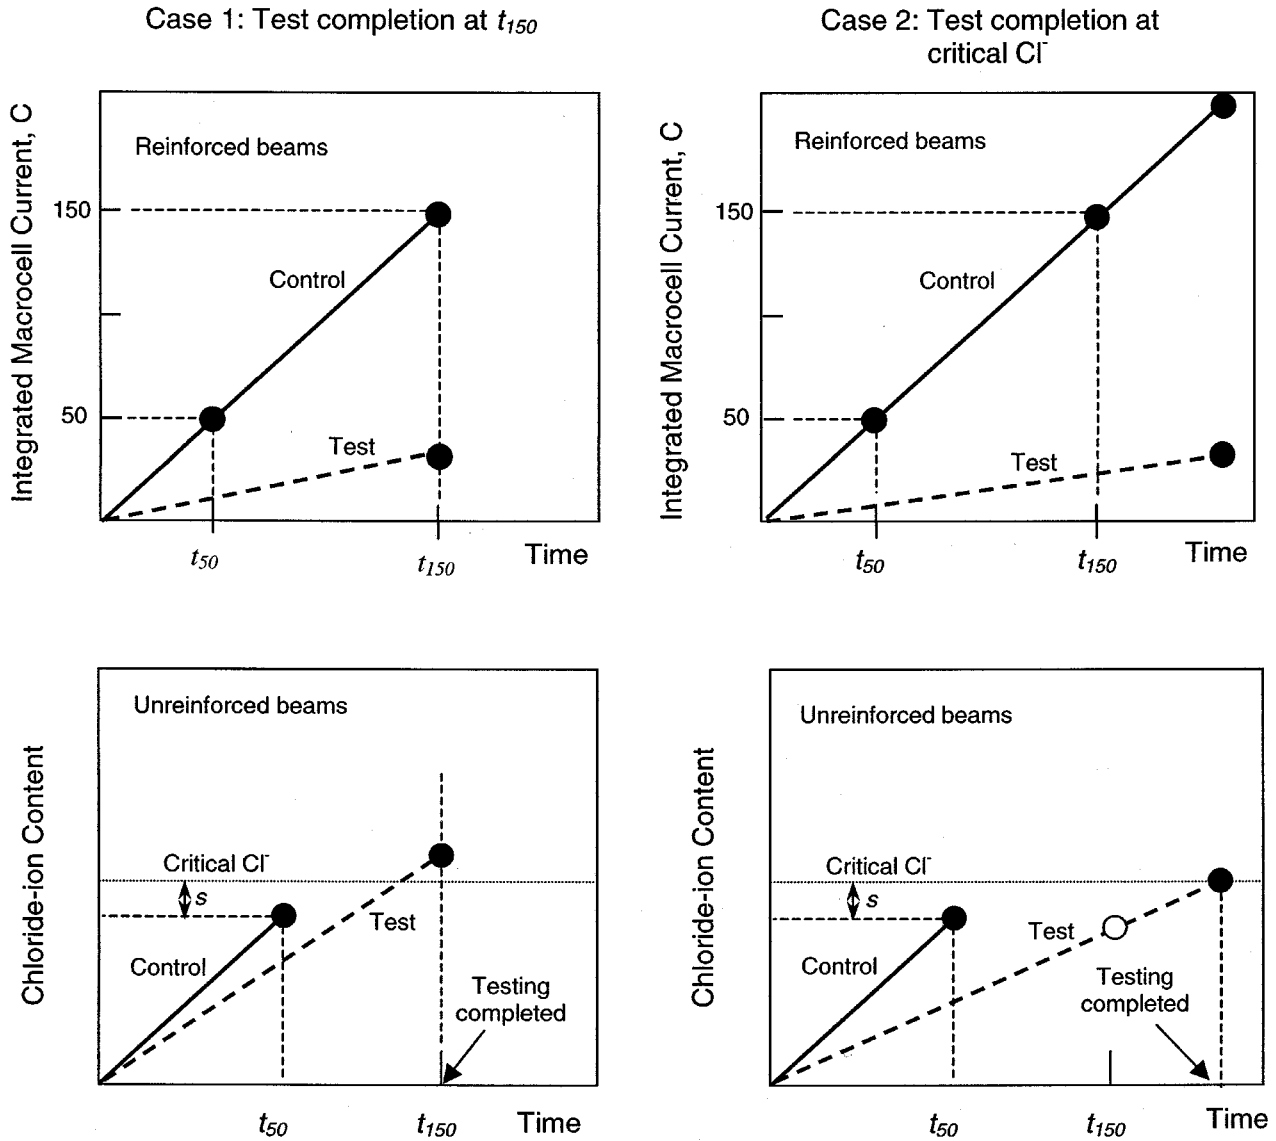 Case 1: Test completion at t150
Case 2: Test completion at
critical Cl-
Integrated Macrocell Current, C
Reinforced beams
150
Control
50
Test
t50
t150
Time
Integrated Macrocell Current, C
Reinforced beams
150
Control
50
Test
t50
t150
Time
Chloride-ion Content
Unreinforced beams
Critical Cl-
s
Test
Control
Testing
completed
t50
t150
Time
Chloride-ion Content
Unreinforced beams
Critical Cl-
s
Test
Control
Testing
completed
t50
t150
Time